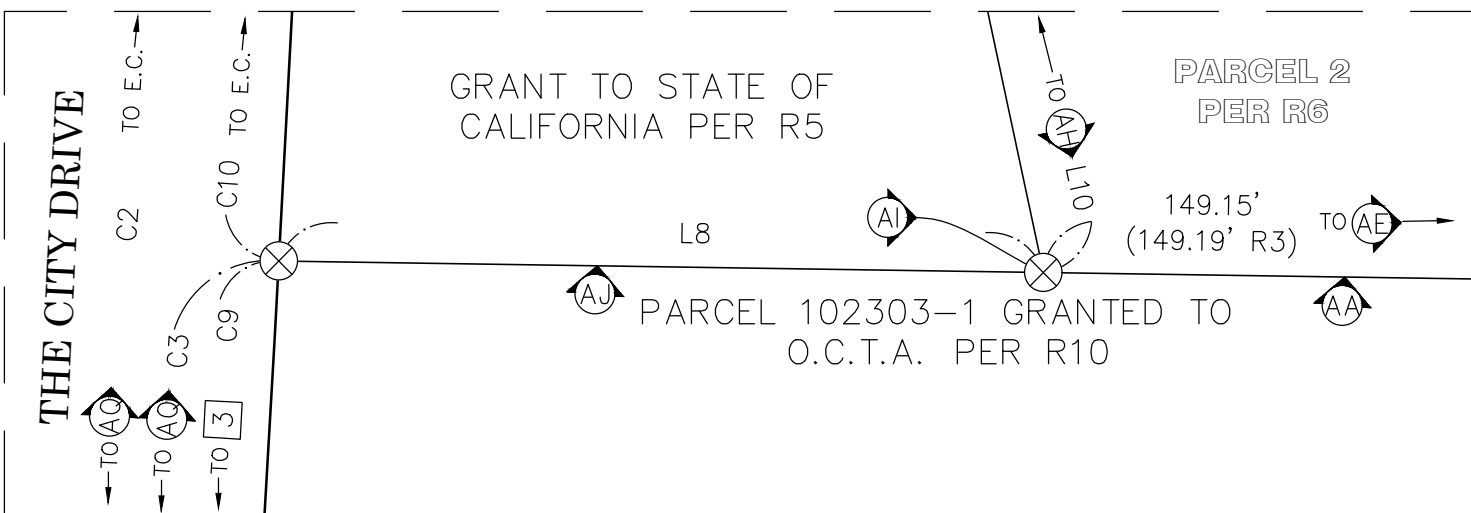 THE CITY DRIVE
C2
TO E.C.
C10 TO E.C.
GRANT TO STATE OF
CALIFORNIA PER R5
TO AH L10
PARCEL 2
PER R6
149.15'
(149.19' R3)
TO AE
AI
L8
AJ
AA
PARCEL 102303-1 GRANTED TO
O.C.T.A. PER R10
C3
C9
TO AQ
TO AQ
TO 3